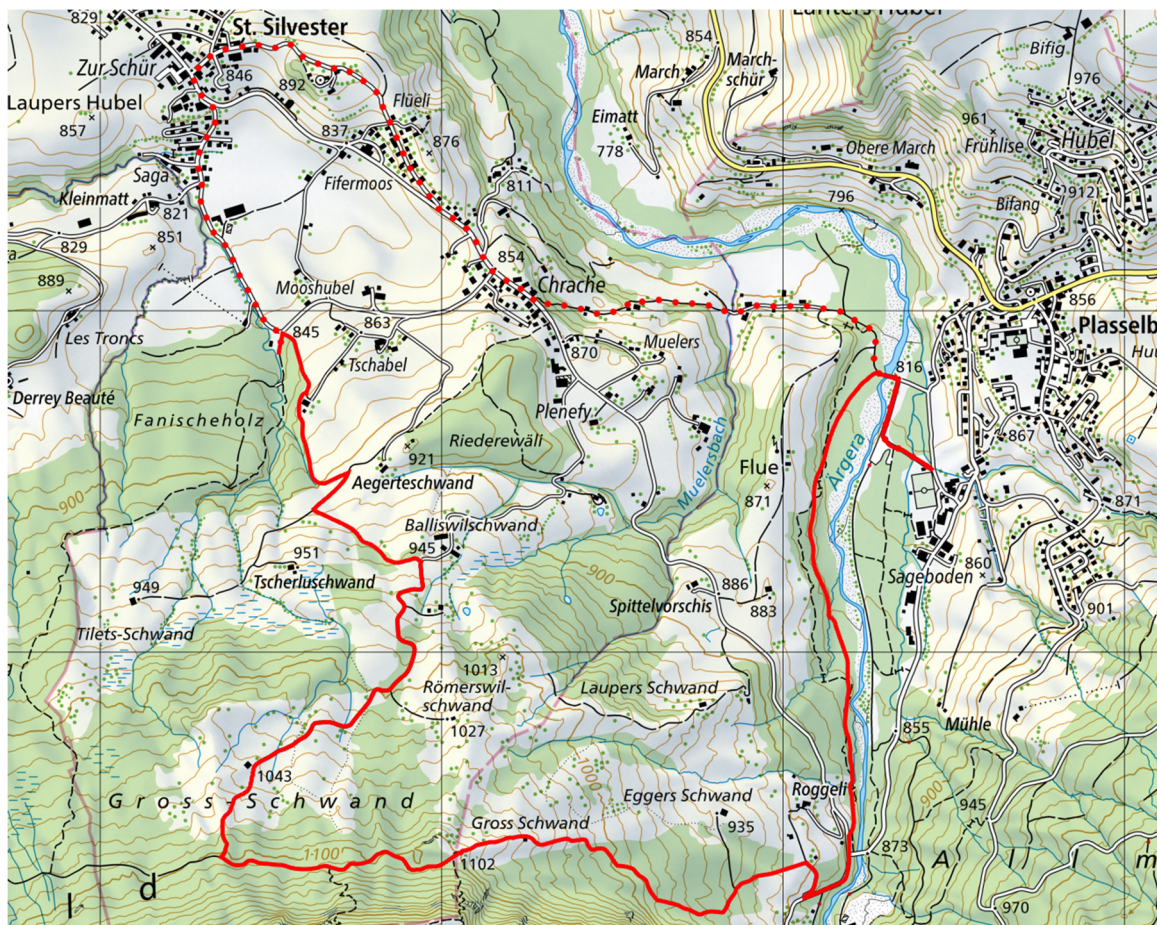 829
St. Silvester
Lanters Hubel
854
Bifig
Zur Schür
846
892
March
March-
schür
976
Laupers Hubel
857
Flüeli
Eimatt
961
Frühlise
Hubel
837
876
778
Obere March
Saga
Fifermoos
811
912
Kleinmatt
821
796
Bifang
829
851
854
889
Mooshubel
Chrache
856
Les Troncs
845
863
Plasselb
Tschabel
870
Muelers
816
Derrey Beauté
Fanischeholz
Plenefy
Riederewäli
867
921
Flue
871
Muelersbach
Ärgera
Aegerteschwand
900
871
Balliswilschwand
945
951
Tscherluschwand
900
886
883
Sageboden
860
949
Spittelvorschis
901
Tilets-Schwand
1013
Römerswil-
schwand
Laupers Schwand
1027
855
Mühle
1043
1000
Gross-Schwand
Eggers Schwand
Roggeli
900
935
945
Gross Schwand
1100
1102
873
A l l m
l d
970